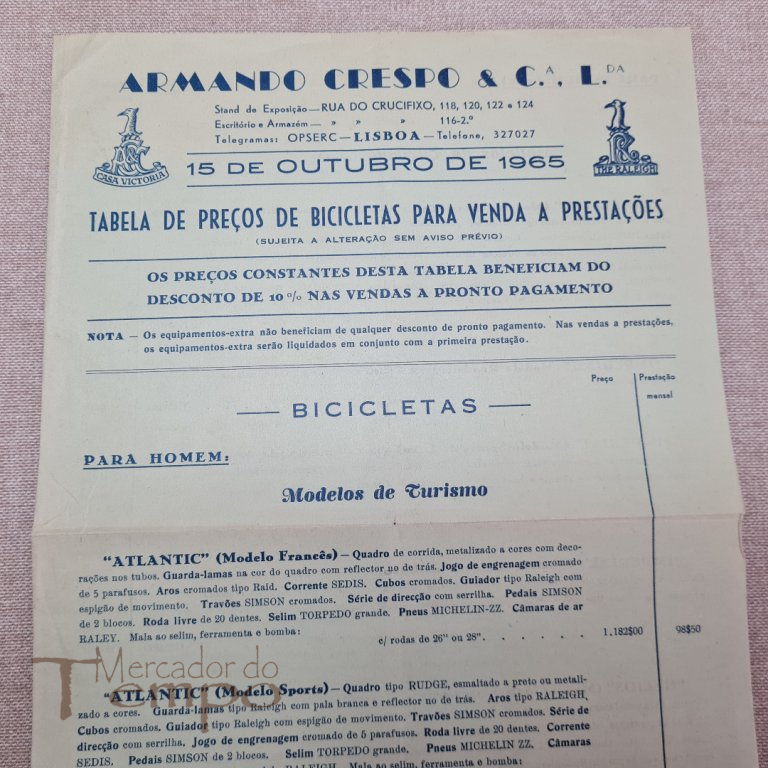 ARMANDO CRESPO & C.A, L.DA
Stand de Exposição — RUA DO CRUCIFIXO, 118, 120, 122 e 124
Escritório e Armazém — » » » 116-2.º
Telegramas: OPSERC — LISBOA — Telefone, 327027
CASA VICTORIA
THE RALEIGH
15 DE OUTUBRO DE 1965
TABELA DE PREÇOS DE BICICLETAS PARA VENDA A PRESTAÇÕES
(SUJEITA A ALTERAÇÃO SEM AVISO PRÉVIO)
OS PREÇOS CONSTANTES DESTA TABELA BENEFICIAM DO
DESCONTO DE 10% NAS VENDAS A PRONTO PAGAMENTO
NOTA — Os equipamentos-extra não beneficiam de qualquer desconto de pronto pagamento. Nas vendas a prestações,
os equipamentos-extra serão liquidados em conjunto com a primeira prestação.
Preço
Prestação
mensal
— BICICLETAS —
PARA HOMEM:
Modelos de Turismo
"ATLANTIC" (Modelo Francês) — Quadro de corrida, metalizado a cores com deco-
rações nos tubos. Guarda-lamas na cor do quadro com reflector no de trás. Jogo de engrenagem cromado
de 5 parafusos. Aros cromados tipo Raid. Corrente SEDIS. Cubos cromados. Guiador tipo Raleigh com
espigão de movimento. Travões SIMSON cromados. Série de direcção com serrilha. Pedais SIMSON
de 2 blocos. Roda livre de 20 dentes. Selim TORPEDO grande. Pneus MICHELIN-ZZ. Câmaras de ar
RALEY. Mala ao selim, ferramenta e bomba:
c/ rodas de 26" ou 28" . . . . . . 1.182$00 98$50
"ATLANTIC" (Modelo Sports) — Quadro tipo RUDGE, esmaltado a preto ou metali-
zado a cores. Guarda-lamas tipo Raleigh com pala branca e reflector no de trás. Aros tipo RALEIGH.
Cubos cromados. Guiador tipo Raleigh com espigão de movimento. Travões SIMSON cromados. Série de
direcção com serrilha. Jogo de engrenagem cromado de 5 parafusos. Roda livre de 20 dentes. Corrente
SEDIS. Pedais SIMSON de 2 blocos. Selim TORPEDO grande. Pneus MICHELIN ZZ. Câmaras
RALEIGH. Mala ao selim, ferramenta e bomba:
Mercador do
Tempo